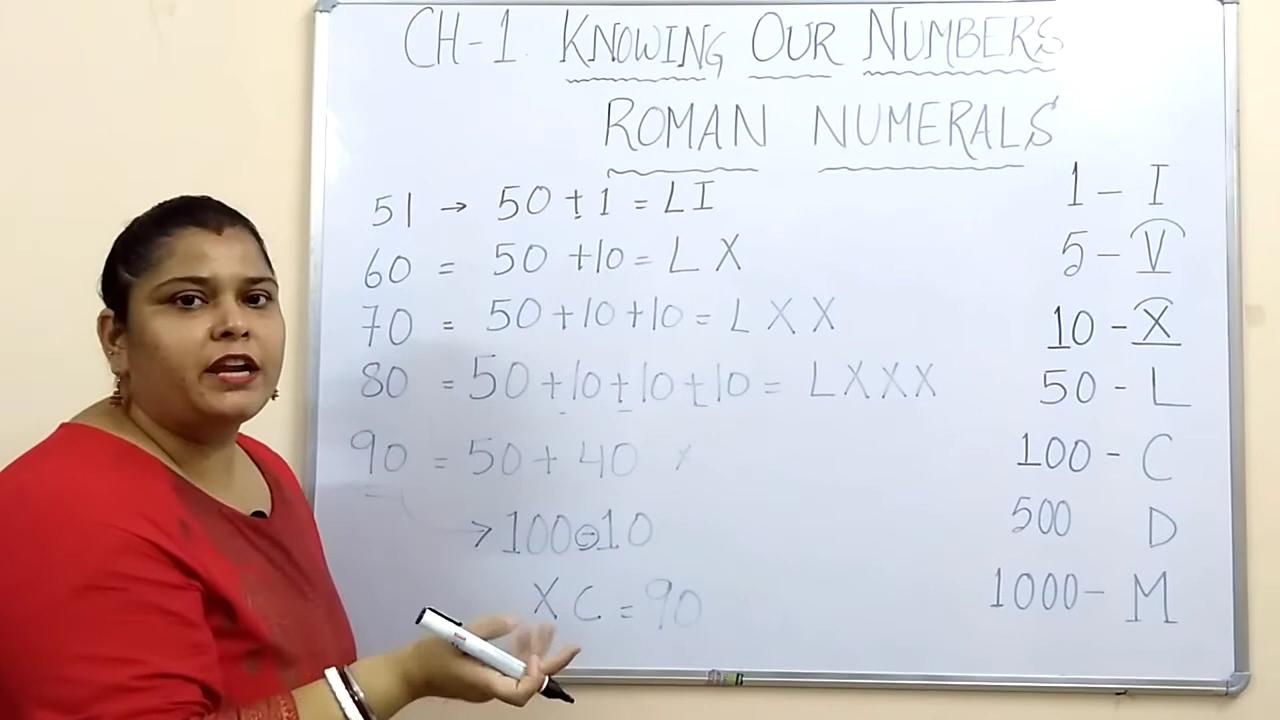 CH-1. KNOWING OUR NUMBERS
ROMAN NUMERALS
51 → 50 + 1 = LI
60 = 50 + 10 = LX
70 = 50 + 10 + 10 = LXX
80 = 50 + 10 + 10 + 10 = LXXX
90 = 50 + 40 ×
→ 100 - 10
XC = 90
1 - I
5 - V
10 - X
50 - L
100 - C
500 D
1000 - M